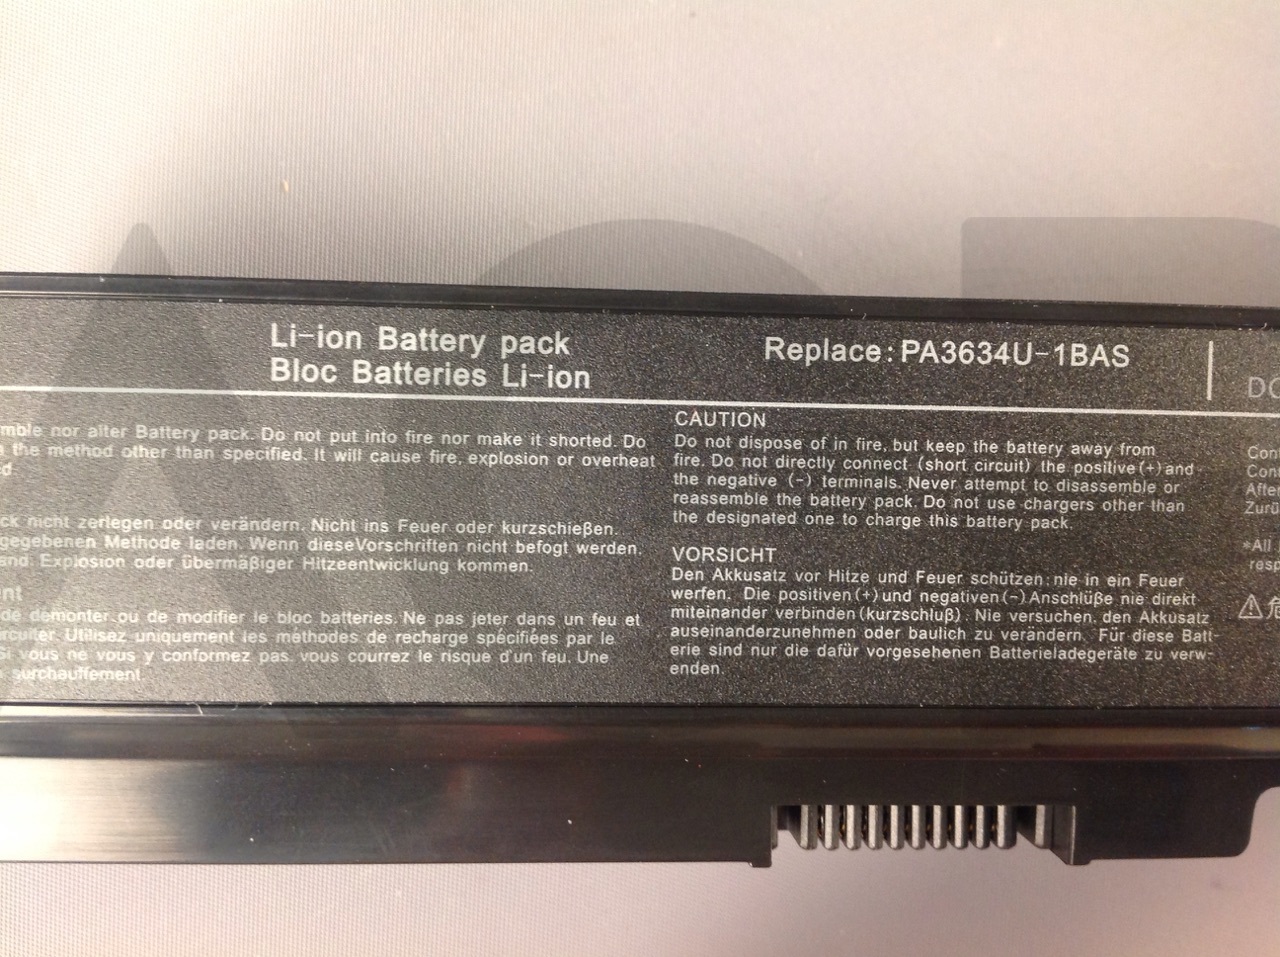 Li-ion Battery pack
Bloc Batteries Li-ion
Replace: PA3634U-1BAS
DC
mble nor alter Battery pack. Do not put into fire nor make it shorted. Do
the method other than specified. It will cause fire, explosion or overheat
d
ck nicht zerlegen oder verändern. Nicht ins Feuer oder kurzschießen.
gegebenen Methode laden. Wenn dieseVorschriften nicht befogt werden.
and. Explosion oder übermäßiger Hitzeentwicklung kommen.
nt
de demonter ou de modifier le bloc batteries. Ne pas jeter dans un feu et
rcuiter. Utilisez uniquement les méthodes de recharge spécifiées par le
Si vous ne vous y conformez pas. vous courrez le risque d'un feu. Une
surchauffement.
CAUTION
Do not dispose of in fire, but keep the battery away from
fire. Do not directly connect (short circuit) the positive(+)and
the negative (-) terminals. Never attempt to disassemble or
reassemble the battery pack. Do not use chargers other than
the designated one to charge this battery pack.
VORSICHT
Den Akkusatz vor Hitze und Feuer schützen: nie in ein Feuer
werfen. Die positiven(+)und negativen(-)Anschlüße nie direkt
miteinander verbinden(kurzschluß). Nie versuchen, den Akkusatz
auseinanderzunehmen oder baulich zu verändern. Für diese Batt-
erie sind nur die dafür vorgesehenen Batterieladegeräte zu verw-
enden.
Con
Con
Afte
Zurü
*All
resp